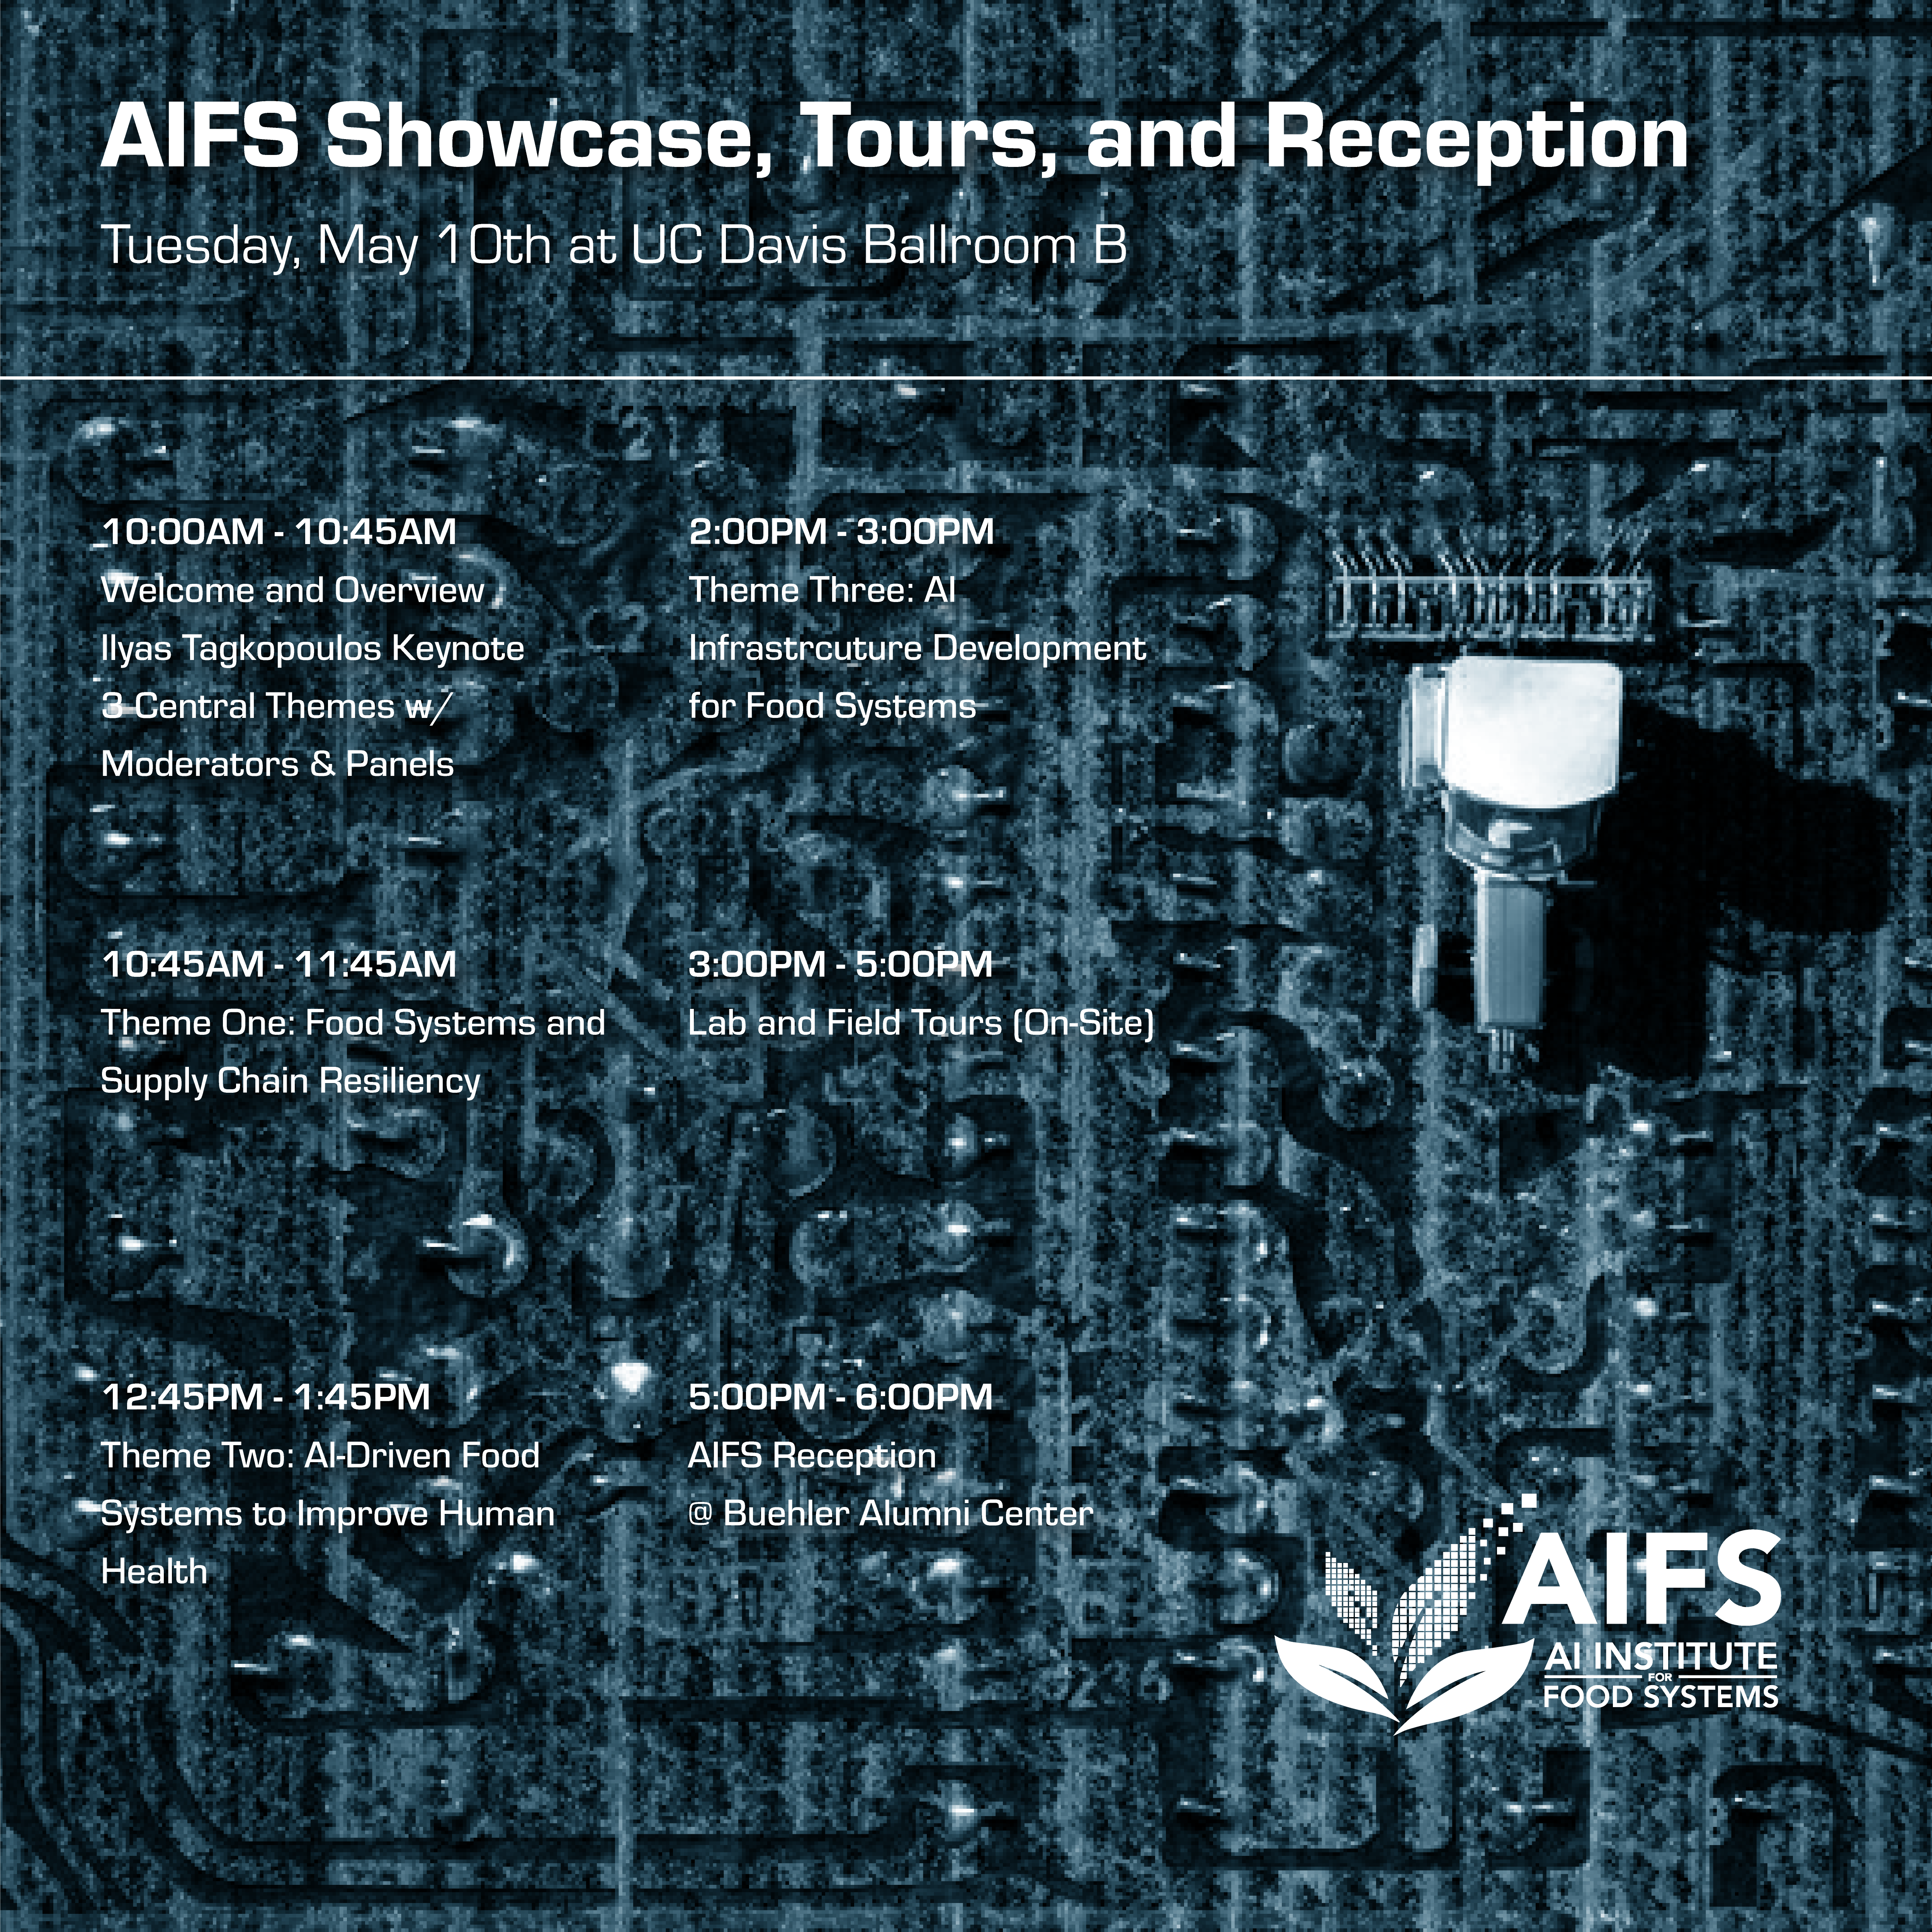 AIFS Showcase, Tours, and Reception
Tuesday, May 10th at UC Davis Ballroom B
10:00AM - 10:45AM
Welcome and Overview
Ilyas Tagkopoulos Keynote
3 Central Themes w/
Moderators & Panels
10:45AM - 11:45AM
Theme One: Food Systems and
Supply Chain Resiliency
12:45PM - 1:45PM
Theme Two: AI-Driven Food
Systems to Improve Human
Health
2:00PM - 3:00PM
Theme Three: AI
Infrastrcuture Development
for Food Systems
3:00PM - 5:00PM
Lab and Field Tours (On-Site)
5:00PM - 6:00PM
AIFS Reception
@ Buehler Alumni Center
AIFS
AI INSTITUTE
FOR
FOOD SYSTEMS